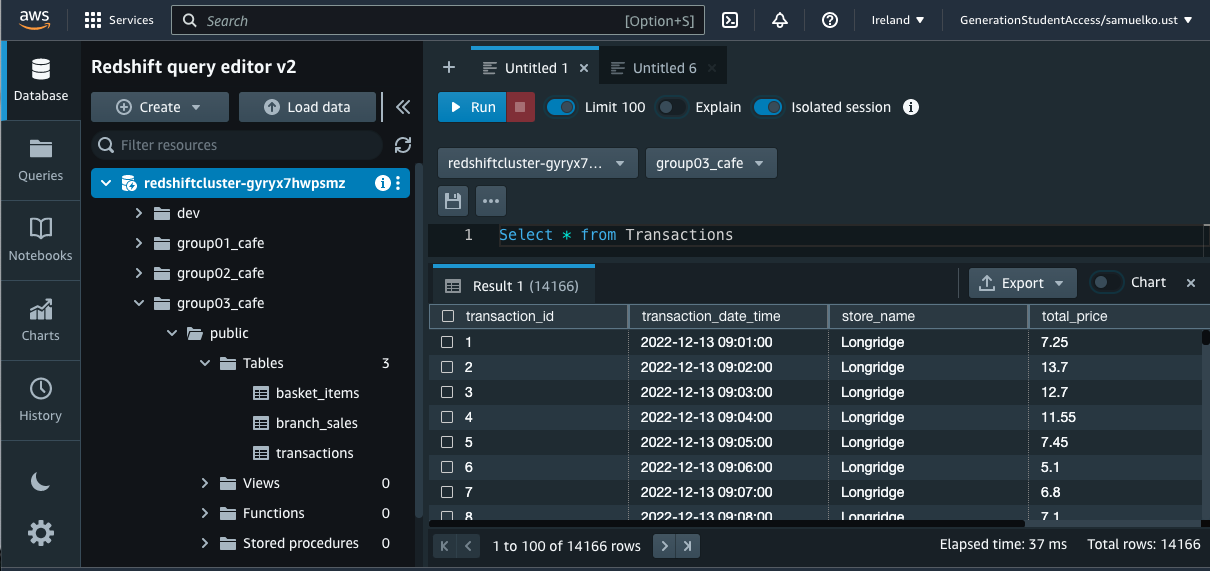 aws Services Search [Option+S] Ireland GenerationStudentAccess/samuelko.ust
Database
Queries
Notebooks
Charts
History
Redshift query editor v2
Create Load data
Filter resources
redshiftcluster-gyryx7hwpsmz
dev
group01_cafe
group02_cafe
group03_cafe
public
Tables 3
basket_items
branch_sales
transactions
Views 0
Functions 0
Stored procedures 0
Untitled 1 Untitled 6
Run Limit 100 Explain Isolated session
redshiftcluster-gyryx7... group03_cafe
1 Select * from Transactions
Result 1 (14166) Export Chart
transaction_id transaction_date_time store_name total_price
1 2022-12-13 09:01:00 Longridge 7.25
2 2022-12-13 09:02:00 Longridge 13.7
3 2022-12-13 09:03:00 Longridge 12.7
4 2022-12-13 09:04:00 Longridge 11.55
5 2022-12-13 09:05:00 Longridge 7.45
6 2022-12-13 09:06:00 Longridge 5.1
7 2022-12-13 09:07:00 Longridge 6.8
8 2022-12-13 09:08:00 Longridge 7.1
1 to 100 of 14166 rows Elapsed time: 37 ms Total rows: 14166